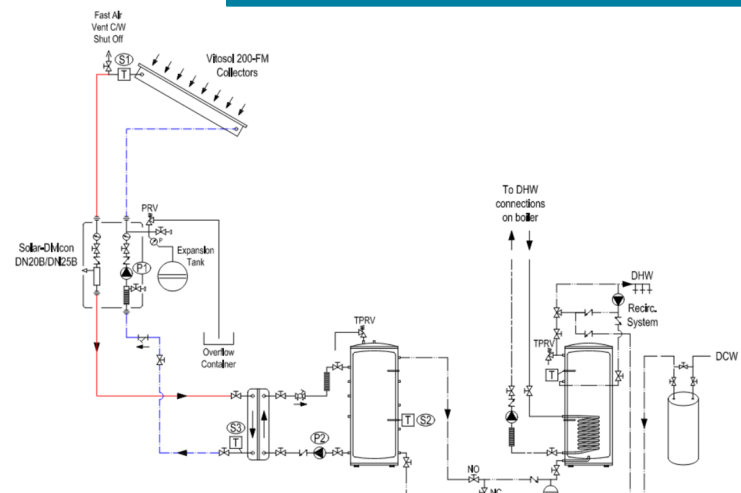 Fast Air
Vent C/W
Shut Off
S1
T
Vitosol 200-FM
Collectors
PRV
P
Solar-Divicon
DN20B/DN25B
P1
Expansion
Tank
Overflow
Container
TPRV
S3
T
P2
T
S2
To DHW
connections
on boiler
DHW
Recirc.
System
TPRV
T
DCW
NO
NC